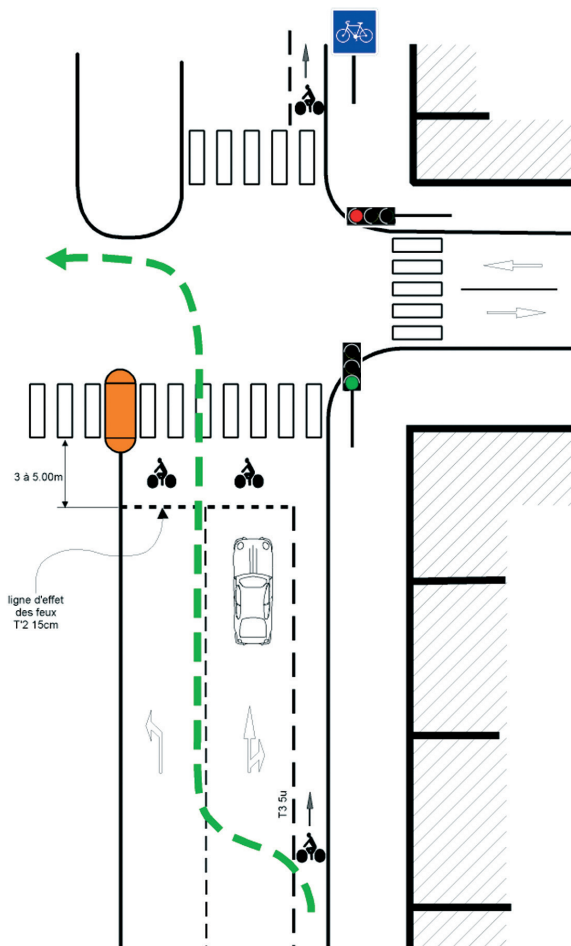 3 à 5.00m
ligne d'effet
des feux
T'2 15cm
T3 5u